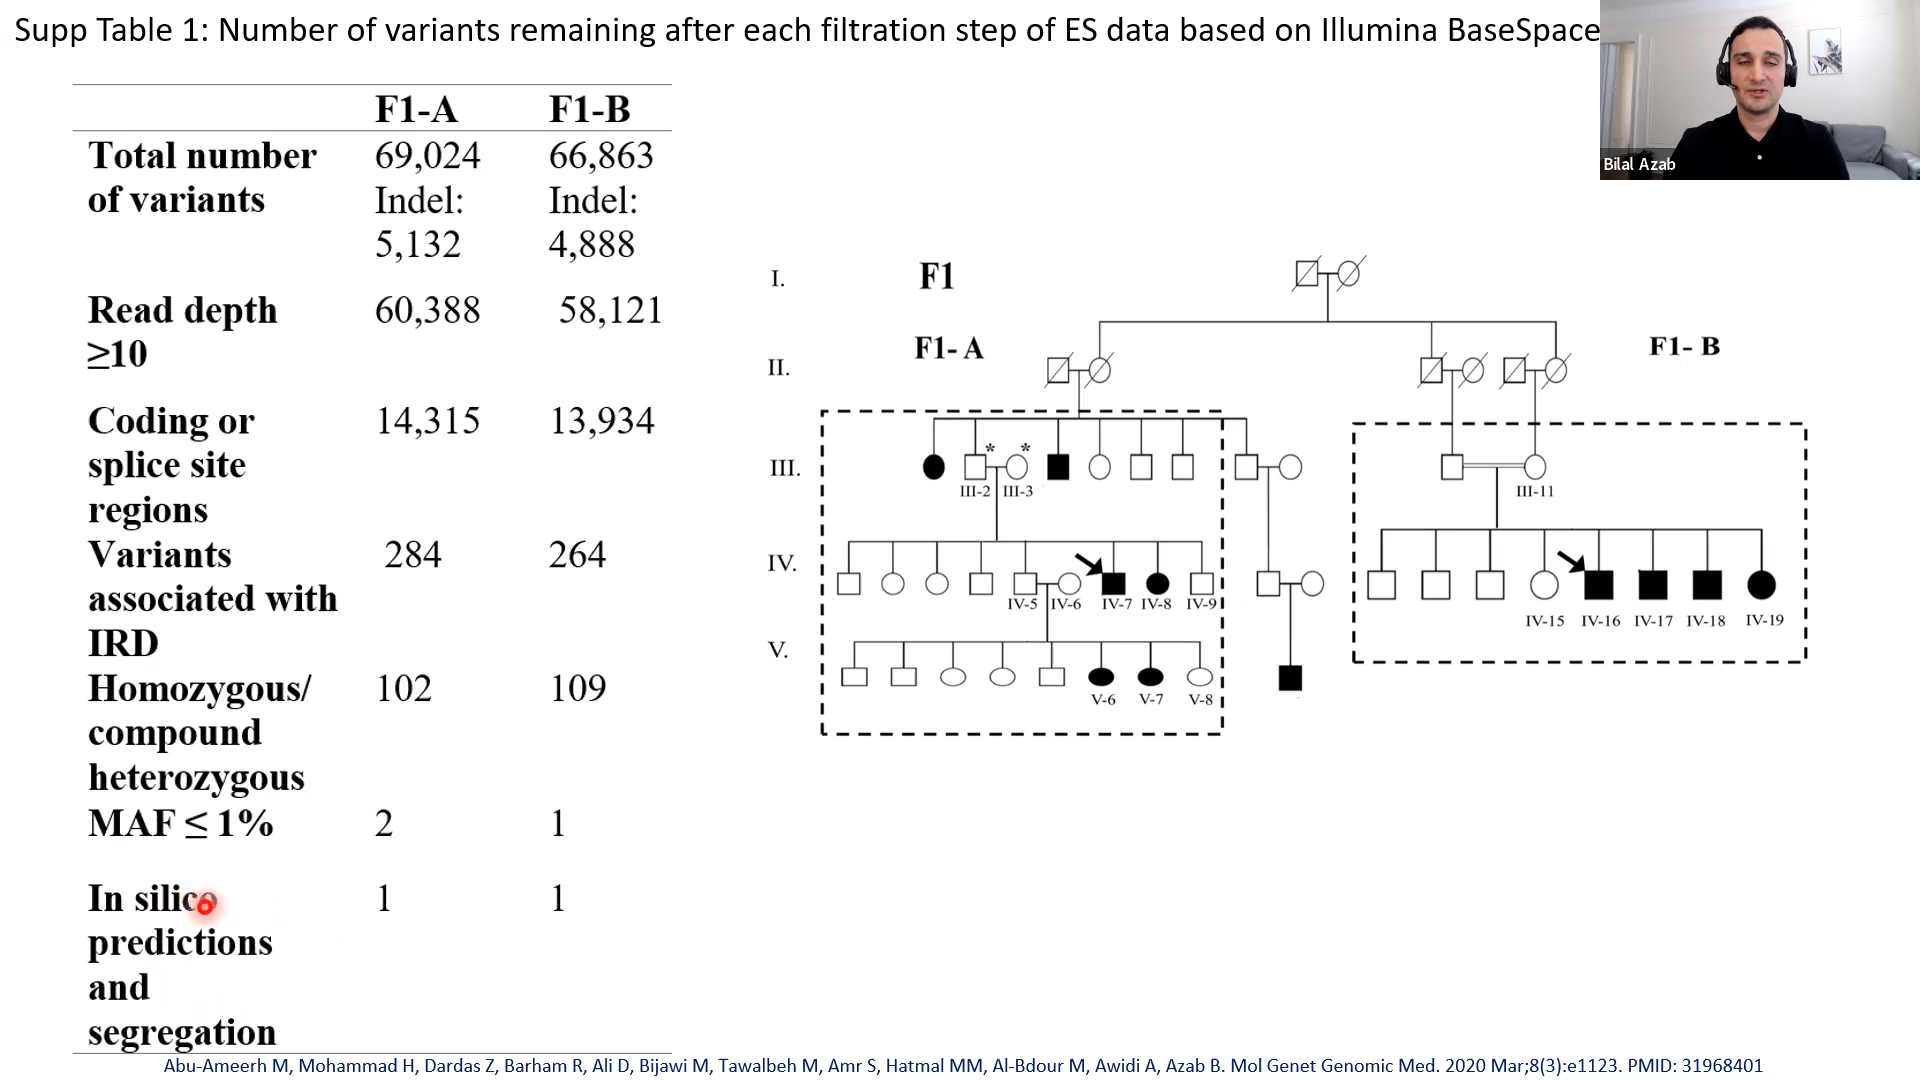 Supp Table 1: Number of variants remaining after each filtration step of ES data based on Illumina BaseSpace
Bilal Azab
F1-A F1-B
Total number 69,024 66,863
of variants Indel: Indel:
5,132 4,888
Read depth 60,388 58,121
≥10
Coding or 14,315 13,934
splice site
regions
Variants 284 264
associated with
IRD
Homozygous/ 102 109
compound
heterozygous
MAF ≤ 1% 2 1
In silico 1 1
predictions
and
segregation
I. F1
F1- A F1- B
II.
* *
III.
III-2 III-3 III-11
IV.
IV-5 IV-6 IV-7 IV-8 IV-9 IV-15 IV-16 IV-17 IV-18 IV-19
V.
V-6 V-7 V-8
Abu-Ameerh M, Mohammad H, Dardas Z, Barham R, Ali D, Bijawi M, Tawalbeh M, Amr S, Hatmal MM, Al-Bdour M, Awidi A, Azab B. Mol Genet Genomic Med. 2020 Mar;8(3):e1123. PMID: 31968401